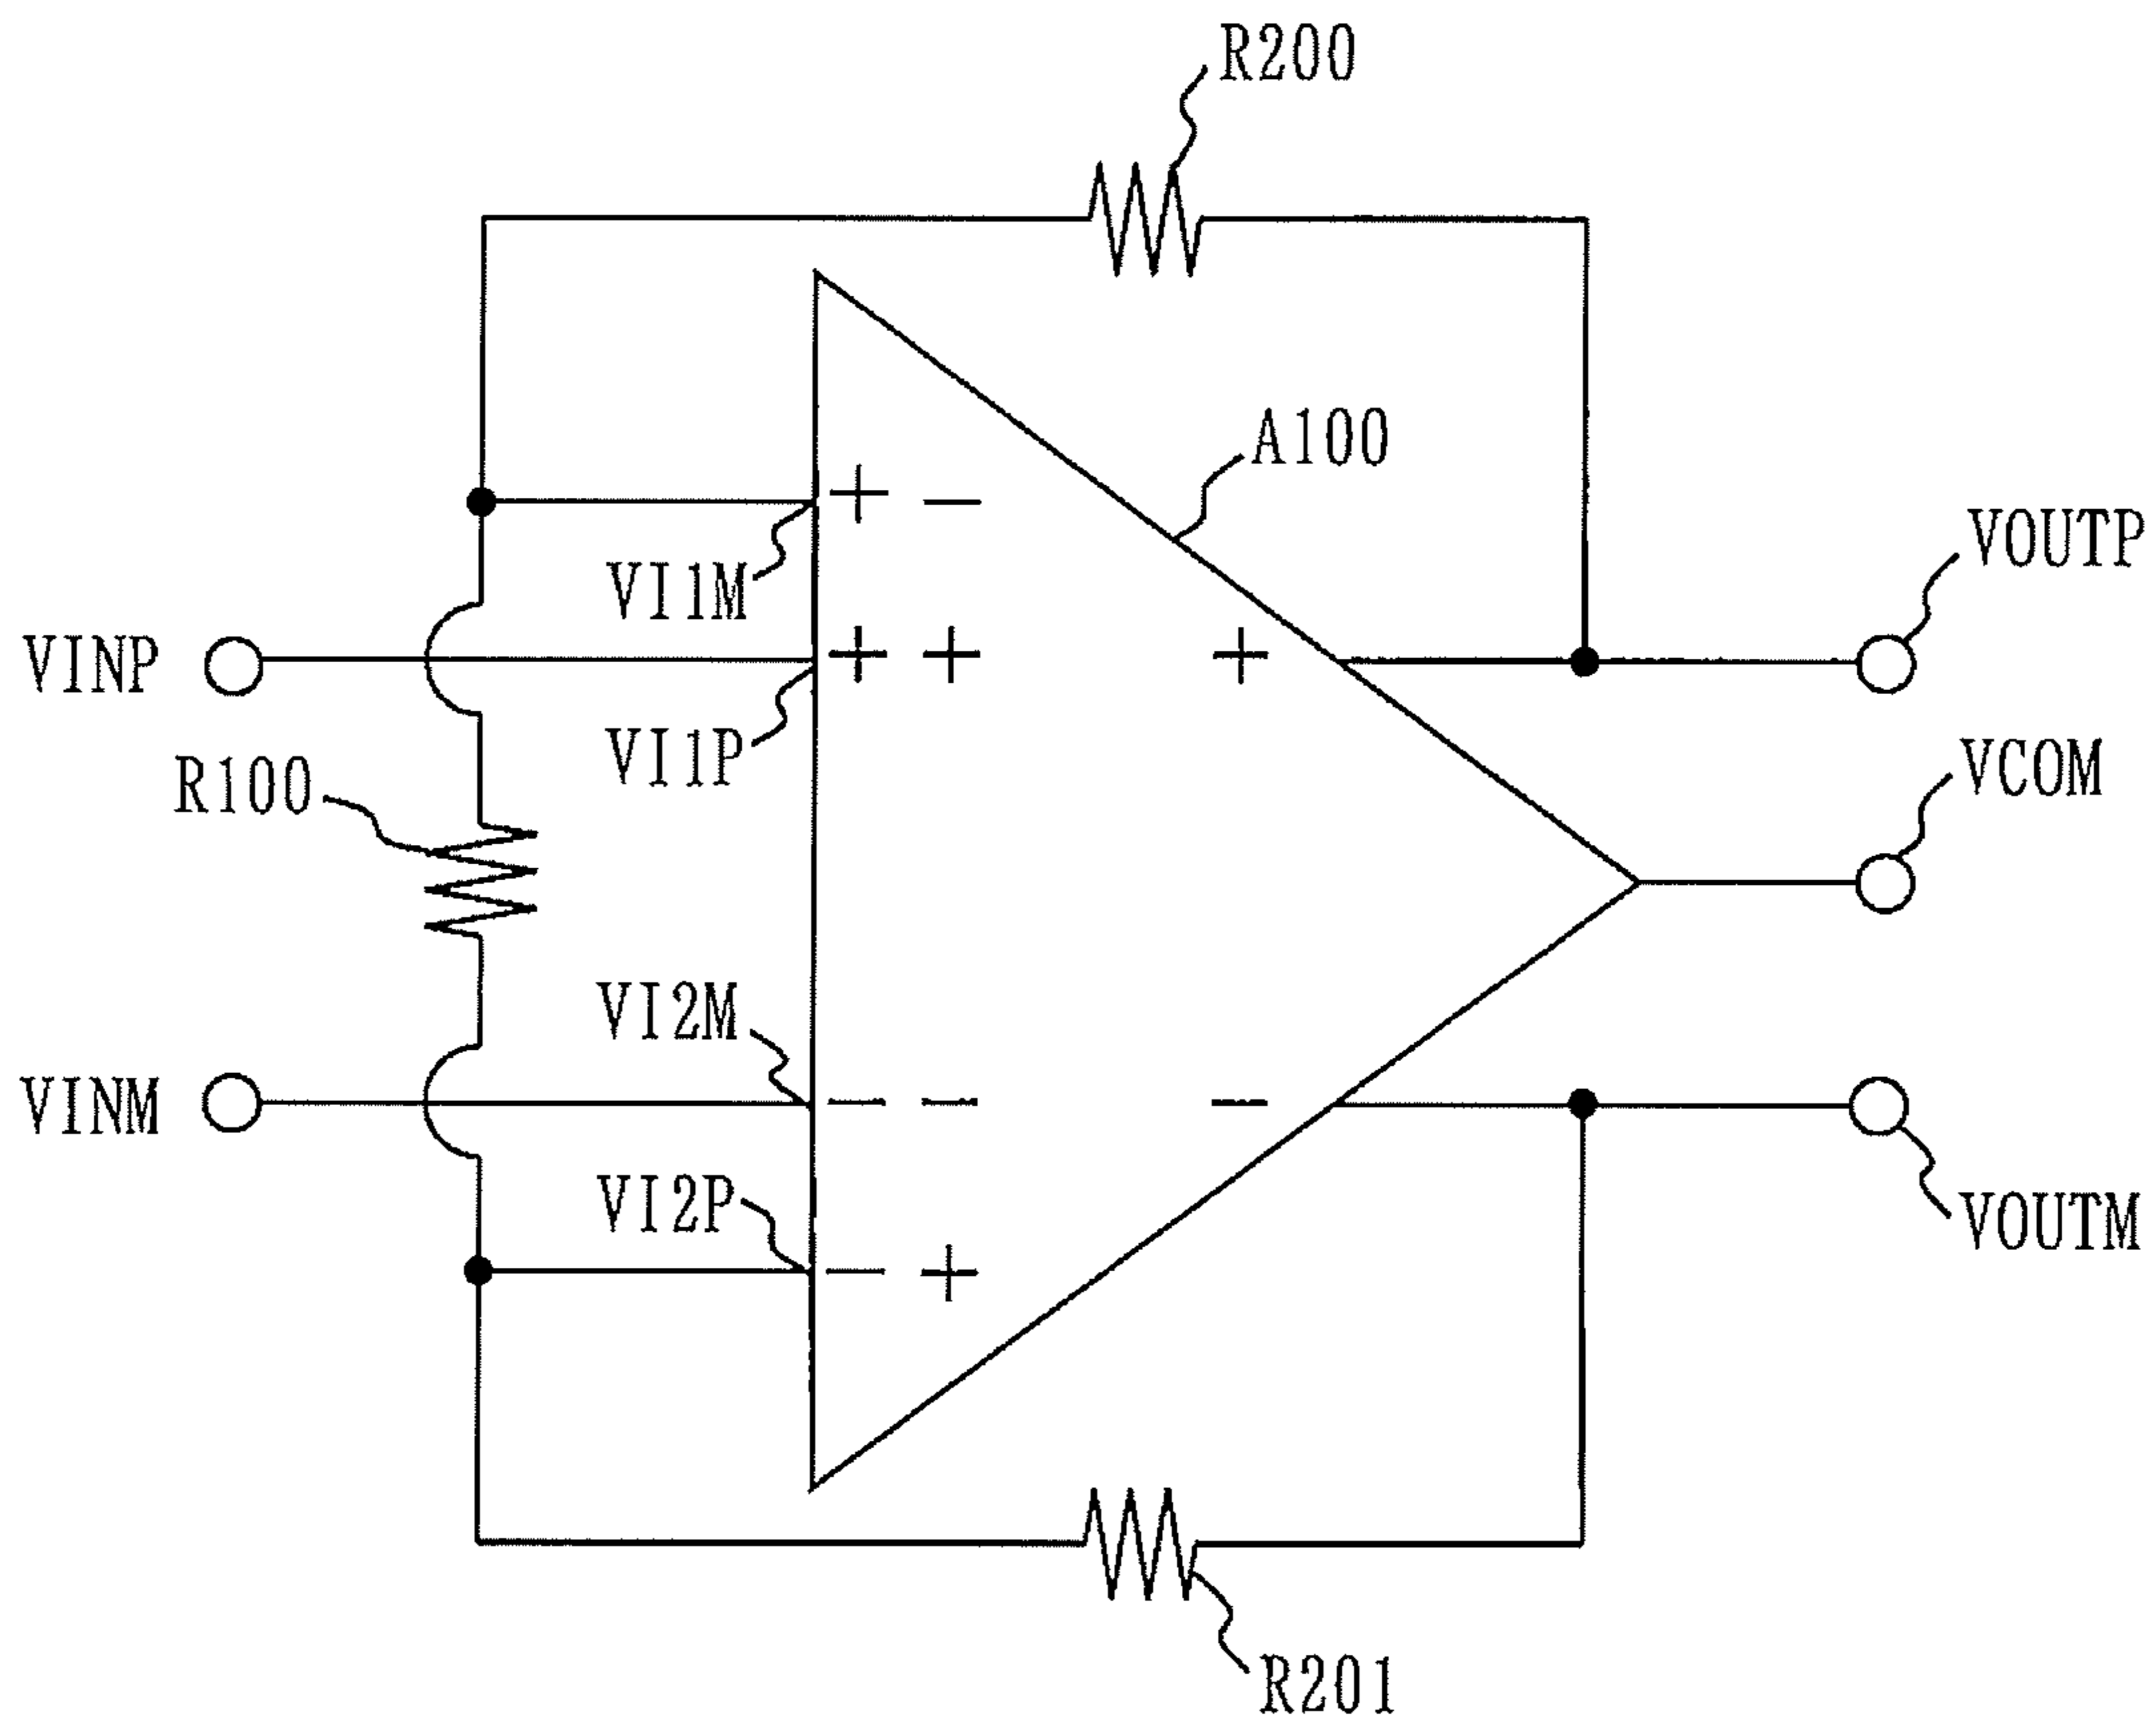 R200
A100
VOUTP
+ -
VI1M
VINP
+ +
+
VI1P
VCOM
R100
VI2M
VINM
- -
-
VI2P
VOUTM
- +
R201